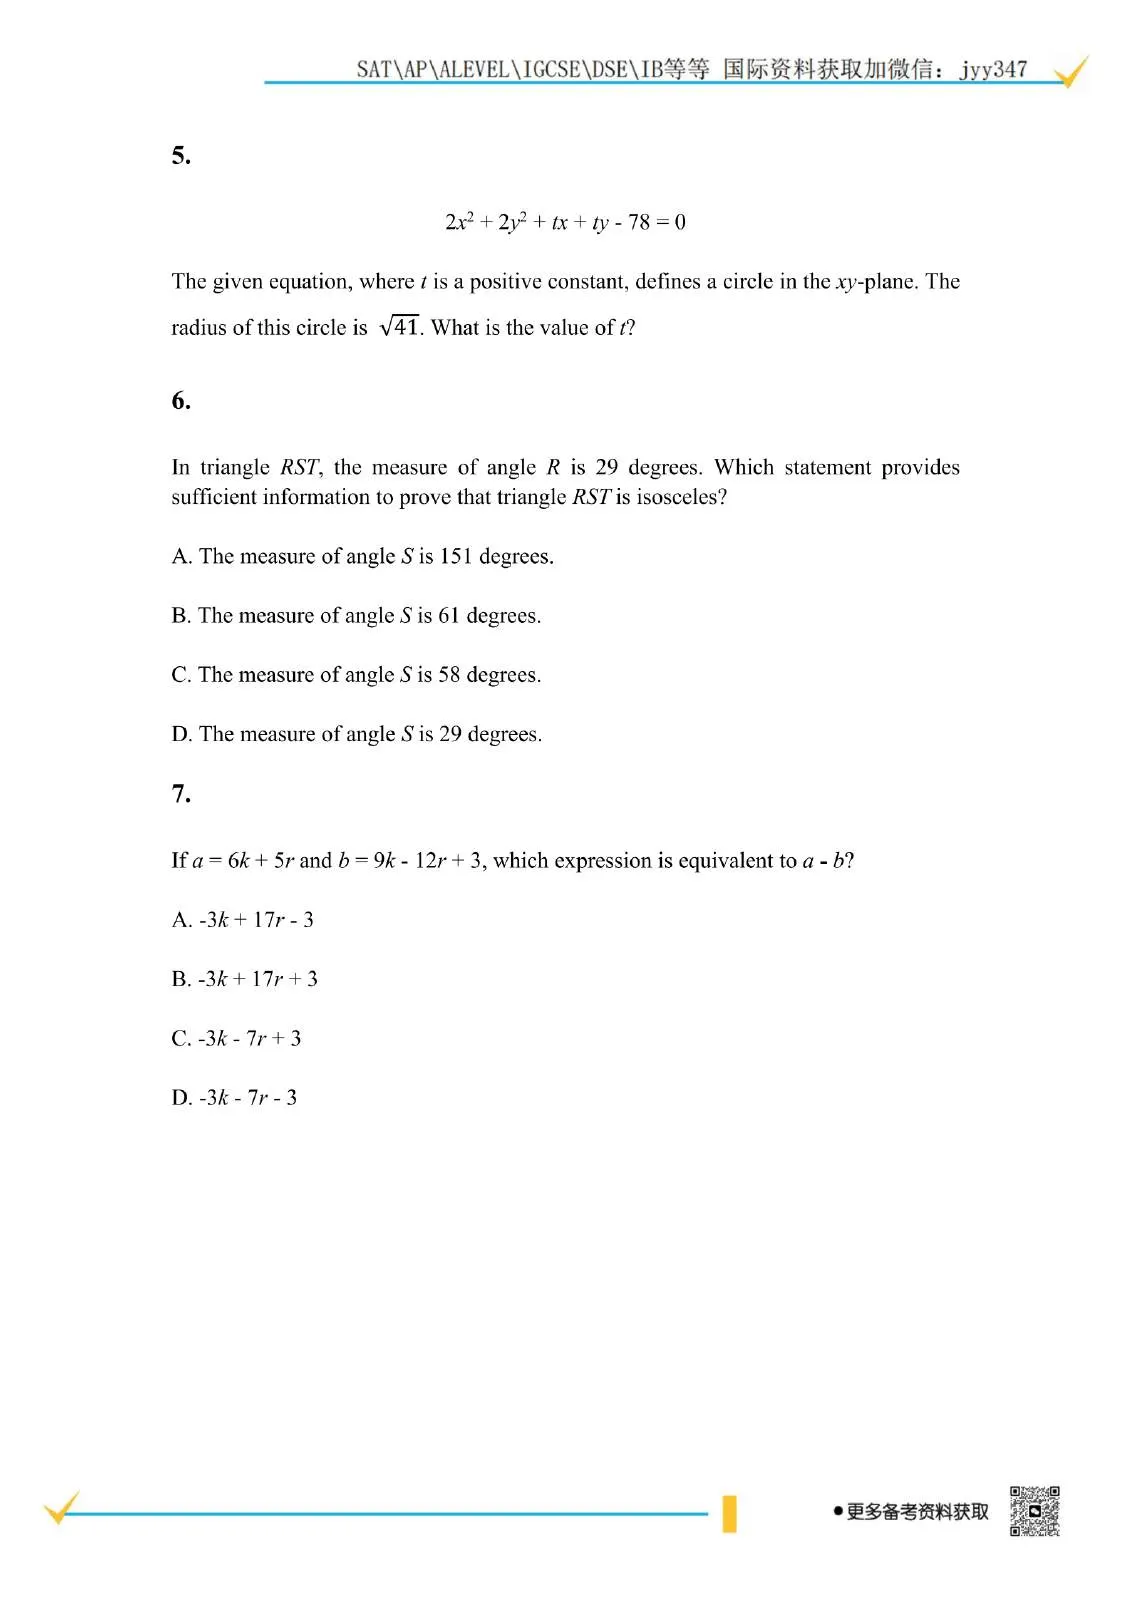 SAT\AP\ALEVEL\IGCSE\DSE\IB等等 国际资料获取加微信：jyy347
5.
2x² + 2y² + tx + ty - 78 = 0
The given equation, where t is a positive constant, defines a circle in the xy-plane. The
radius of this circle is √41. What is the value of t?
6.
In triangle RST, the measure of angle R is 29 degrees. Which statement provides
sufficient information to prove that triangle RST is isosceles?
A. The measure of angle S is 151 degrees.
B. The measure of angle S is 61 degrees.
C. The measure of angle S is 58 degrees.
D. The measure of angle S is 29 degrees.
7.
If a = 6k + 5r and b = 9k - 12r + 3, which expression is equivalent to a - b?
A. -3k + 17r - 3
B. -3k + 17r + 3
C. -3k - 7r + 3
D. -3k - 7r - 3
●更多备考资料获取